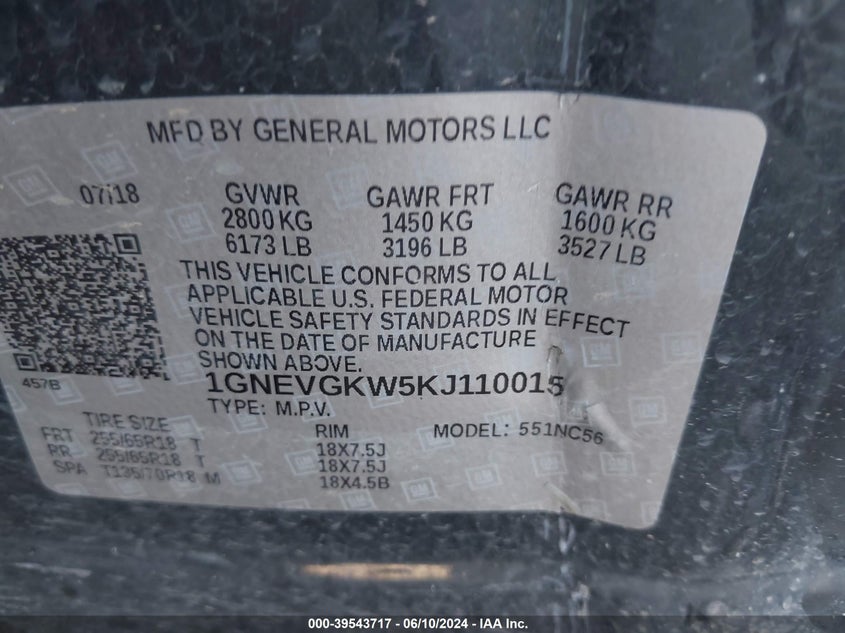 MFD BY GENERAL MOTORS LLC
07/18 GVWR GAWR FRT GAWR RR
2800 KG 1450 KG 1600 KG
6173 LB 3196 LB 3527 LB
THIS VEHICLE CONFORMS TO ALL
APPLICABLE U.S. FEDERAL MOTOR
VEHICLE SAFETY STANDARDS IN EFFECT
ON THE DATE OF MANUFACTURE
SHOWN ABOVE.
457B
1GNEVGKW5KJ110015
TYPE: M.P.V.
TIRE SIZE RIM MODEL: 551NC56
FRT 255/65R18 T 18X7.5J
RR 255/65R18 T 18X7.5J
SPA T135/70R18 M 18X4.5B
000-39543717 - 06/10/2024 - IAA Inc.